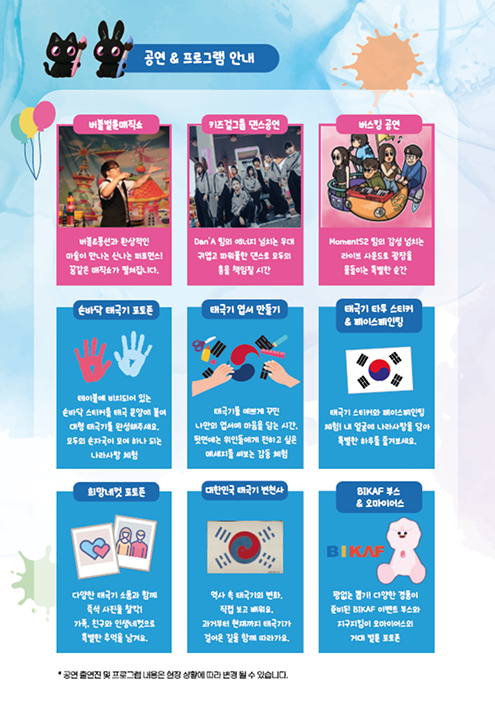 공연 & 프로그램 안내
버블벌룬매직쇼
버블&풍선과 환상적인
마술이 만나는 신나는 퍼포먼스!
꿈같은 매직쇼가 펼쳐집니다.
키즈걸그룹 댄스공연
Dan'A 팀의 에너지 넘치는 무대
귀엽고 파워풀한 댄스로 모두의
흥을 책임질 시간
버스킹 공연
Moment52 팀의 감성 넘치는
라이브 사운드로 광장을
물들이는 특별한 순간
손바닥 태극기 포토존
테이블에 비치되어 있는
손바닥 스티커를 태극 문양에 붙여
대형 태극기를 완성해주세요.
모두의 손자국이 모여 하나 되는
나라사랑 체험
태극기 엽서 만들기
태극기를 예쁘게 꾸민
나만의 엽서에 마음을 담는 시간.
뒷면에는 위인들에게 전하고 싶은
메세지를 써보는 감동 체험
태극기 타투 스티커
& 페이스페인팅
태극기 스티커와 페이스페인팅
체험! 내 얼굴에 나라사랑을 담아
특별한 하루를 즐겨보세요.
희망네컷 포토존
다양한 태극기 소품과 함께
즉석 사진을 찰칵!
가족, 친구와 인생네컷으로
특별한 추억을 남겨요.
대한민국 태극기 변천사
역사 속 태극기의 변화,
직접 보고 배워요.
과거부터 현재까지 태극기가
걸어온 길을 함께 따라가요.
BIKAF 부스
& 오마이어스
BIKAF
꽝없는 뽑기! 다양한 경품이
준비된 BIKAF 이벤트 부스와
지구지킴이 오마이어스의
거대 벌룬 포토존
* 공연 출연진 및 프로그램 내용은 현장 상황에 따라 변경 될 수 있습니다.